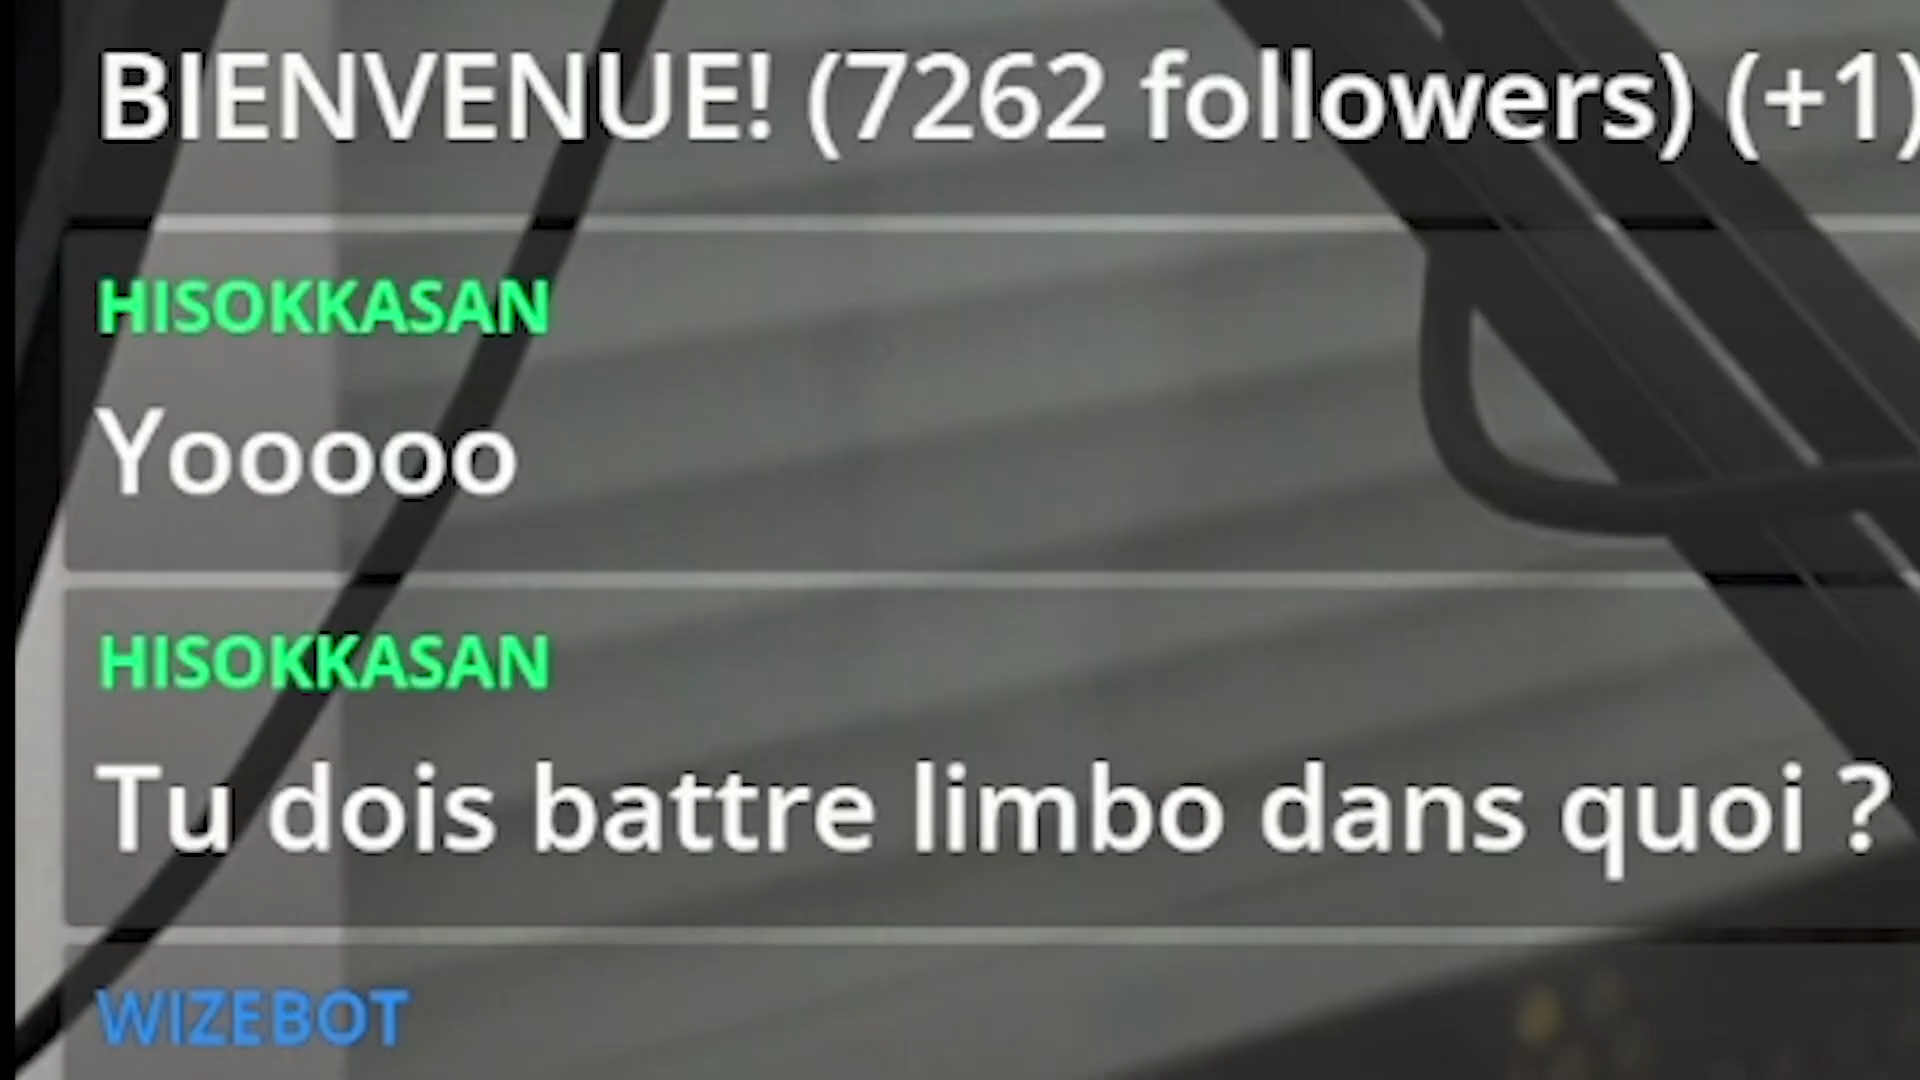 BIENVENUE! (7262 followers) (+1)
HISOKKASAN
Yooooo
HISOKKASAN
Tu dois battre limbo dans quoi ?
WIZEBOT